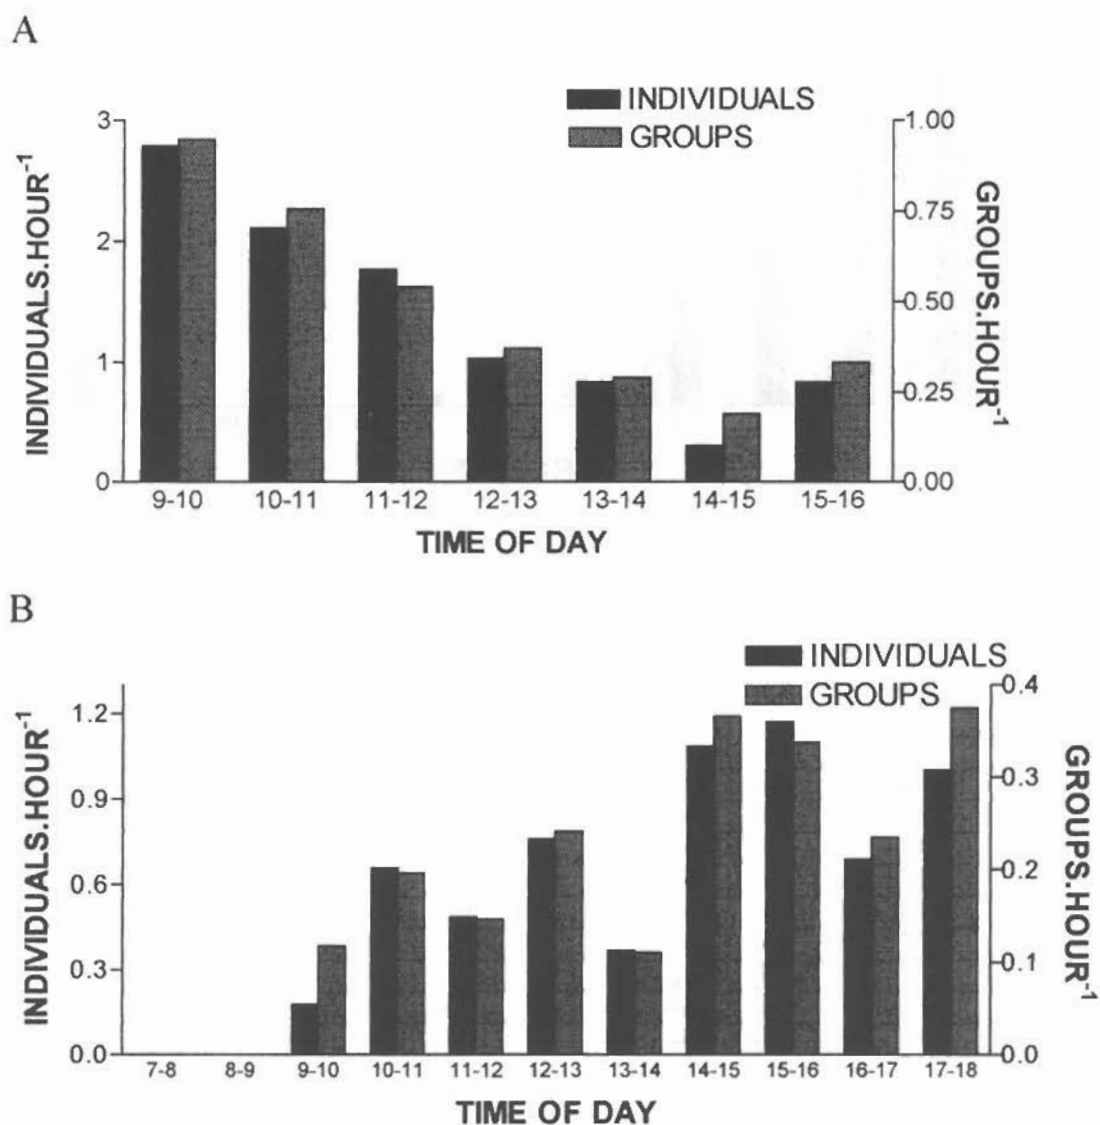 A
INDIVIDUALS
GROUPS
INDIVIDUALS.HOUR⁻¹
3
2
1
0
1.00
0.75
0.50
0.25
0.00
GROUPS.HOUR⁻¹
9-10 10-11 11-12 12-13 13-14 14-15 15-16
TIME OF DAY
B
INDIVIDUALS
GROUPS
INDIVIDUALS.HOUR⁻¹
1.2
0.9
0.6
0.3
0.0
0.4
0.3
0.2
0.1
0.0
GROUPS.HOUR⁻¹
7-8 8-9 9-10 10-11 11-12 12-13 13-14 14-15 15-16 16-17 17-18
TIME OF DAY